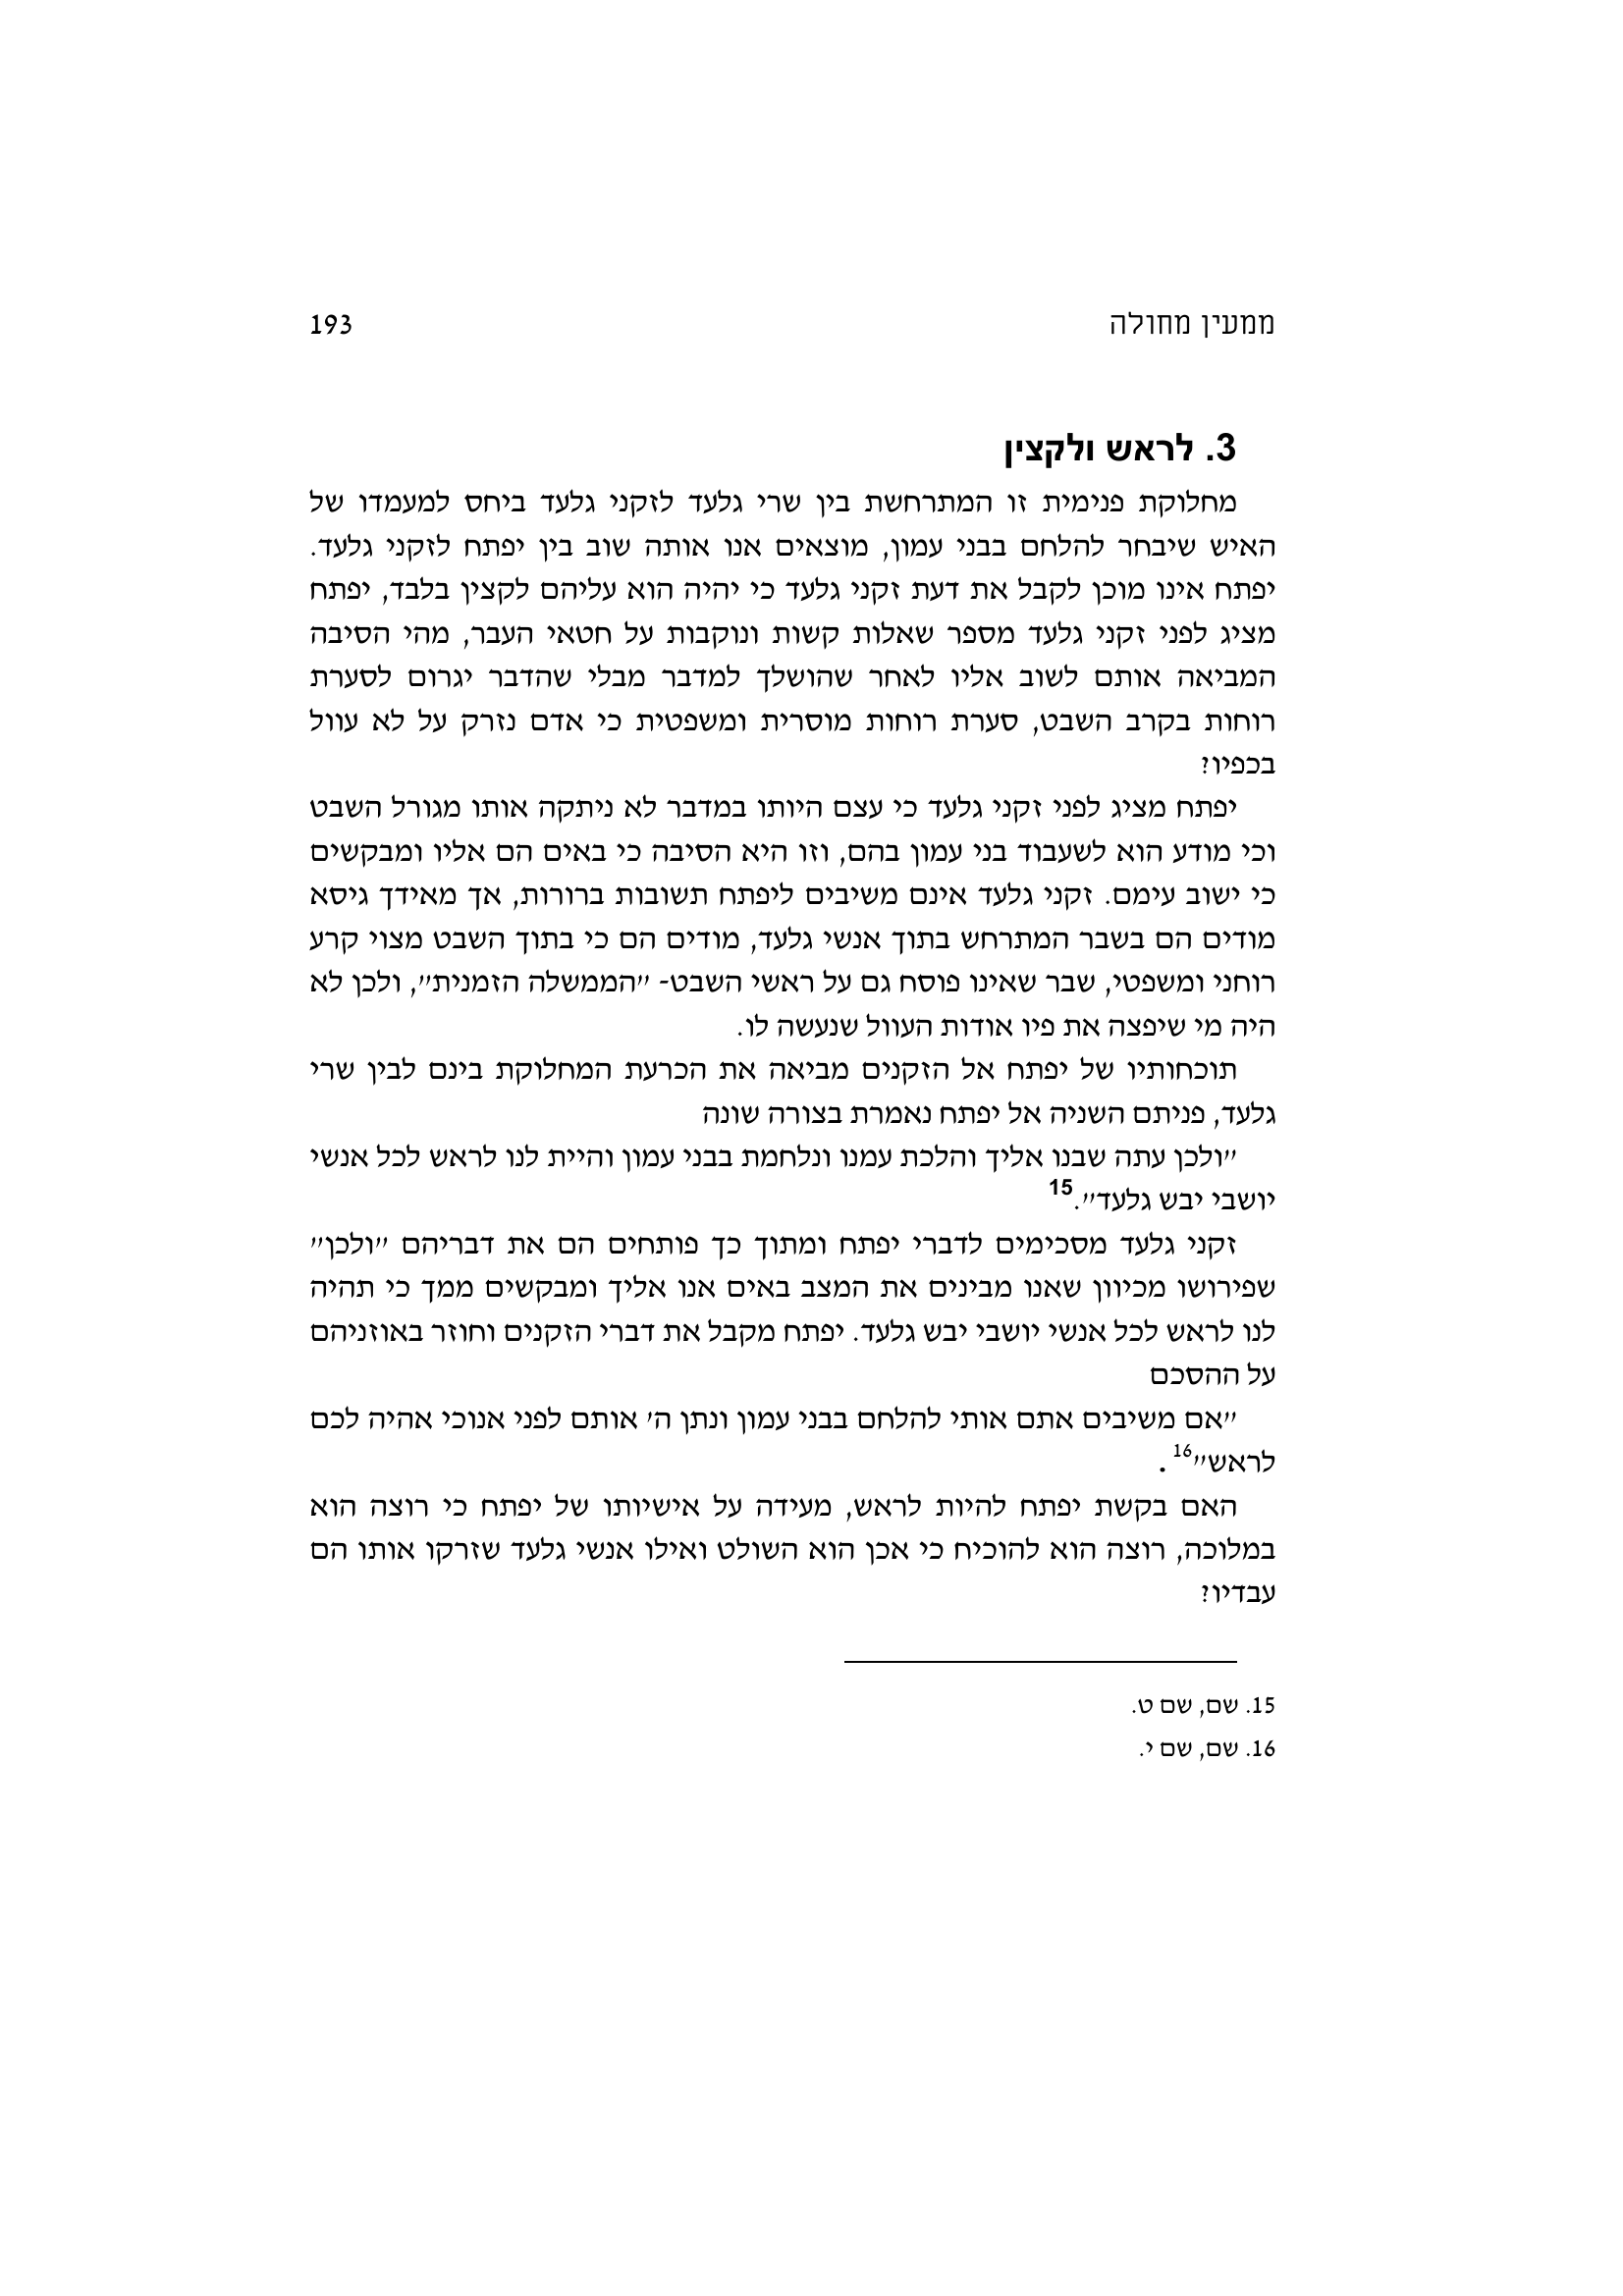 ממעין מחולה 193
3. לראש ולקצין
מחלוקת פנימית זו המתרחשת בין שרי גלעד לזקני גלעד ביחס למעמדו של
האיש שיבחר להלחם בבני עמון, מוצאים אנו אותה שוב בין יפתח לזקני גלעד.
יפתח אינו מוכן לקבל את דעת זקני גלעד כי יהיה הוא עליהם לקצין בלבד, יפתח
מציג לפני זקני גלעד מספר שאלות קשות ונוקבות על חטאי העבר, מהי הסיבה
המביאה אותם לשוב אליו לאחר שהושלך למדבר מבלי שהדבר יגרום לסערת
רוחות בקרב השבט, סערת רוחות מוסרית ומשפטית כי אדם נזרק על לא עוול
בכפיו?
יפתח מציג לפני זקני גלעד כי עצם היותו במדבר לא ניתקה אותו מגורל השבט
וכי מודע הוא לשעבוד בני עמון בהם, וזו היא הסיבה כי באים הם אליו ומבקשים
כי ישוב עימם. זקני גלעד אינם משיבים ליפתח תשובות ברורות, אך מאידך גיסא
מודים הם בשבר המתרחש בתוך אנשי גלעד, מודים הם כי בתוך השבט מצוי קרע
רוחני ומשפטי, שבר שאינו פוסח גם על ראשי השבט- "הממשלה הזמנית", ולכן לא
היה מי שיפצה את פיו אודות העוול שנעשה לו.
תוכחותיו של יפתח אל הזקנים מביאה את הכרעת המחלוקת בינם לבין שרי
גלעד, פניתם השניה אל יפתח נאמרת בצורה שונה
"ולכן עתה שבנו אליך והלכת עמנו ונלחמת בבני עמון והיית לנו לראש לכל אנשי
יושבי יבש גלעד".15
זקני גלעד מסכימים לדברי יפתח ומתוך כך פותחים הם את דבריהם "ולכן"
שפירושו מכיוון שאנו מבינים את המצב באים אנו אליך ומבקשים ממך כי תהיה
לנו לראש לכל אנשי יושבי יבש גלעד. יפתח מקבל את דברי הזקנים וחוזר באוזניהם
על ההסכם
"אם משיבים אתם אותי להלחם בבני עמון ונתן ה' אותם לפני אנוכי אהיה לכם
לראש"16 .
האם בקשת יפתח להיות לראש, מעידה על אישיותו של יפתח כי רוצה הוא
במלוכה, רוצה הוא להוכיח כי אכן הוא השולט ואילו אנשי גלעד שזרקו אותו הם
עבדיו?
15. שם, שם ט.
16. שם, שם י.